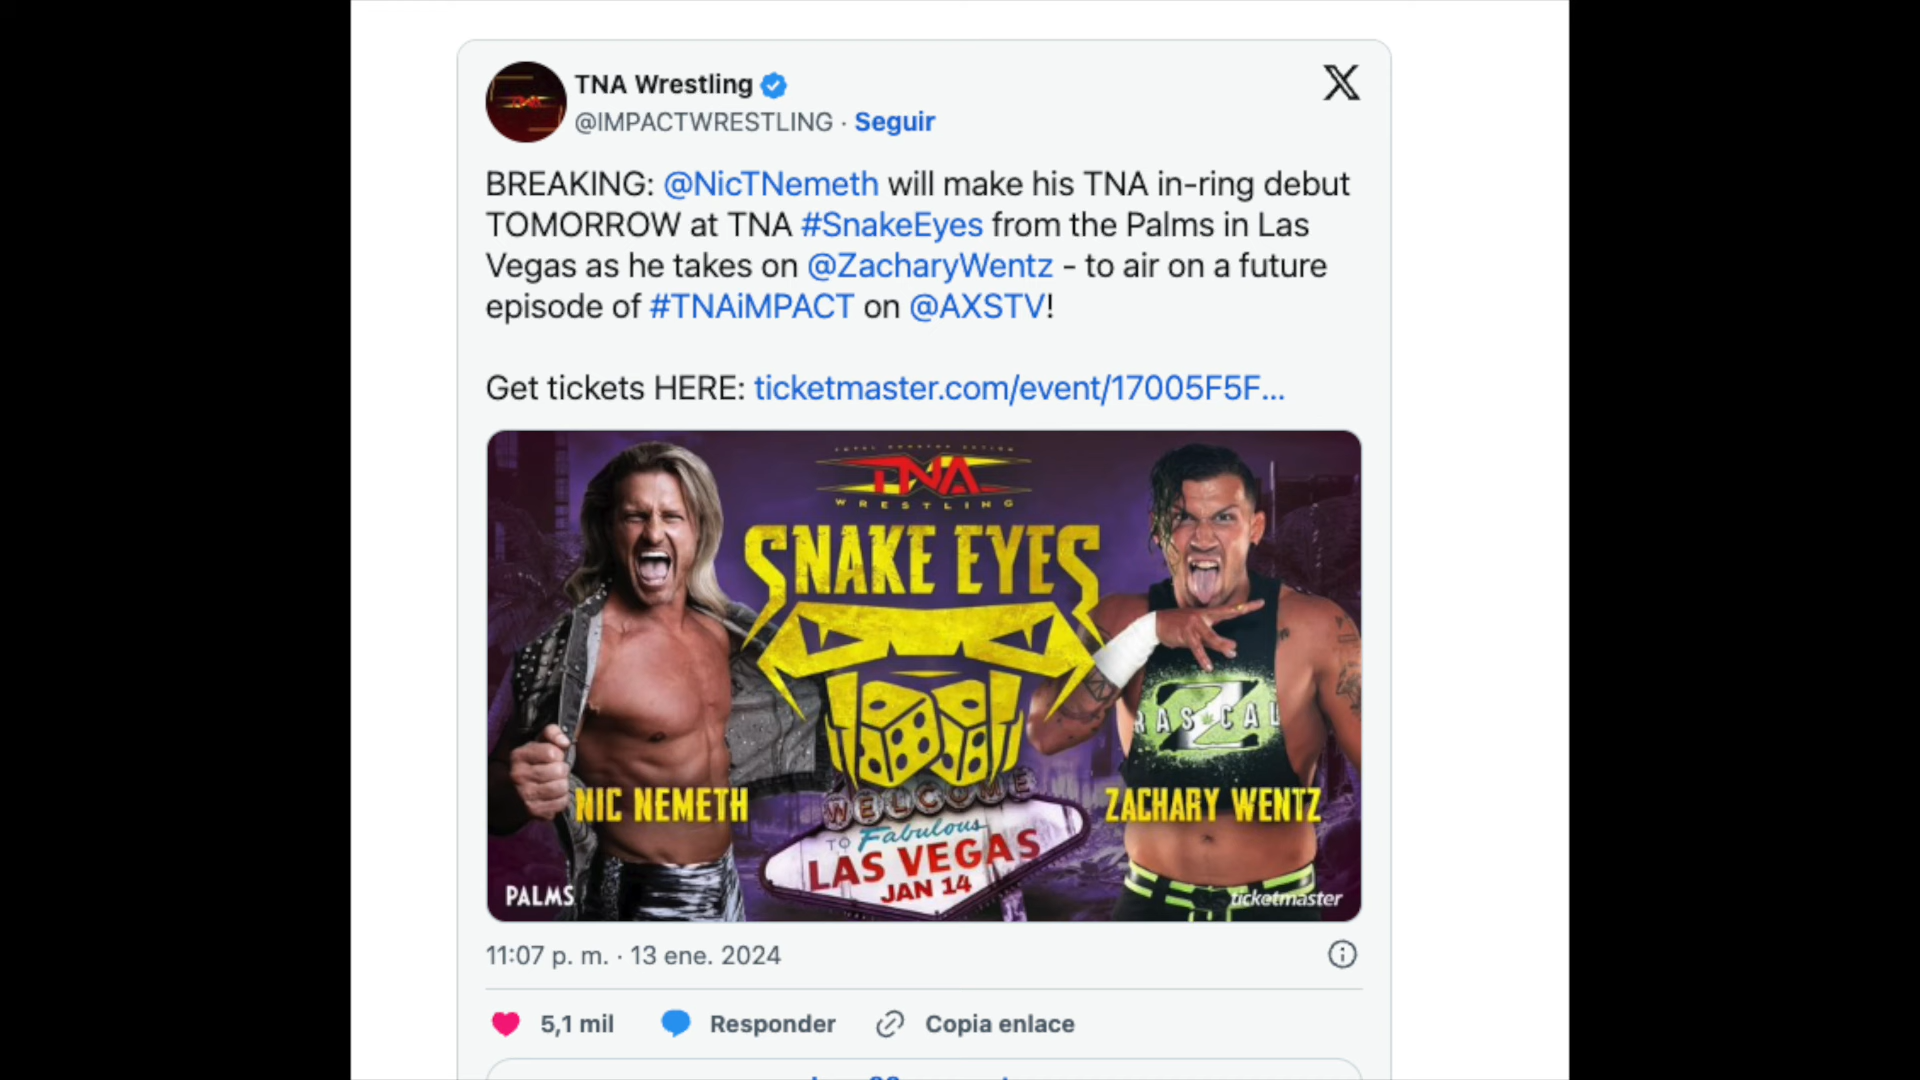 TNA Wrestling
@IMPACTWRESTLING · Seguir
BREAKING: @NicTNemeth will make his TNA in-ring debut
TOMORROW at TNA #SnakeEyes from the Palms in Las
Vegas as he takes on @ZacharyWentz - to air on a future
episode of #TNAiMPACT on @AXSTV!
Get tickets HERE: ticketmaster.com/event/17005F5F...
TNA
WRESTLING
SNAKE EYES
RASCAL
NIC NEMETH
ZACHARY WENTZ
WELCOME
TO Fabulous
LAS VEGAS
JAN 14
PALMS
ticketmaster
11:07 p. m. · 13 ene. 2024
5,1 mil
Responder
Copia enlace